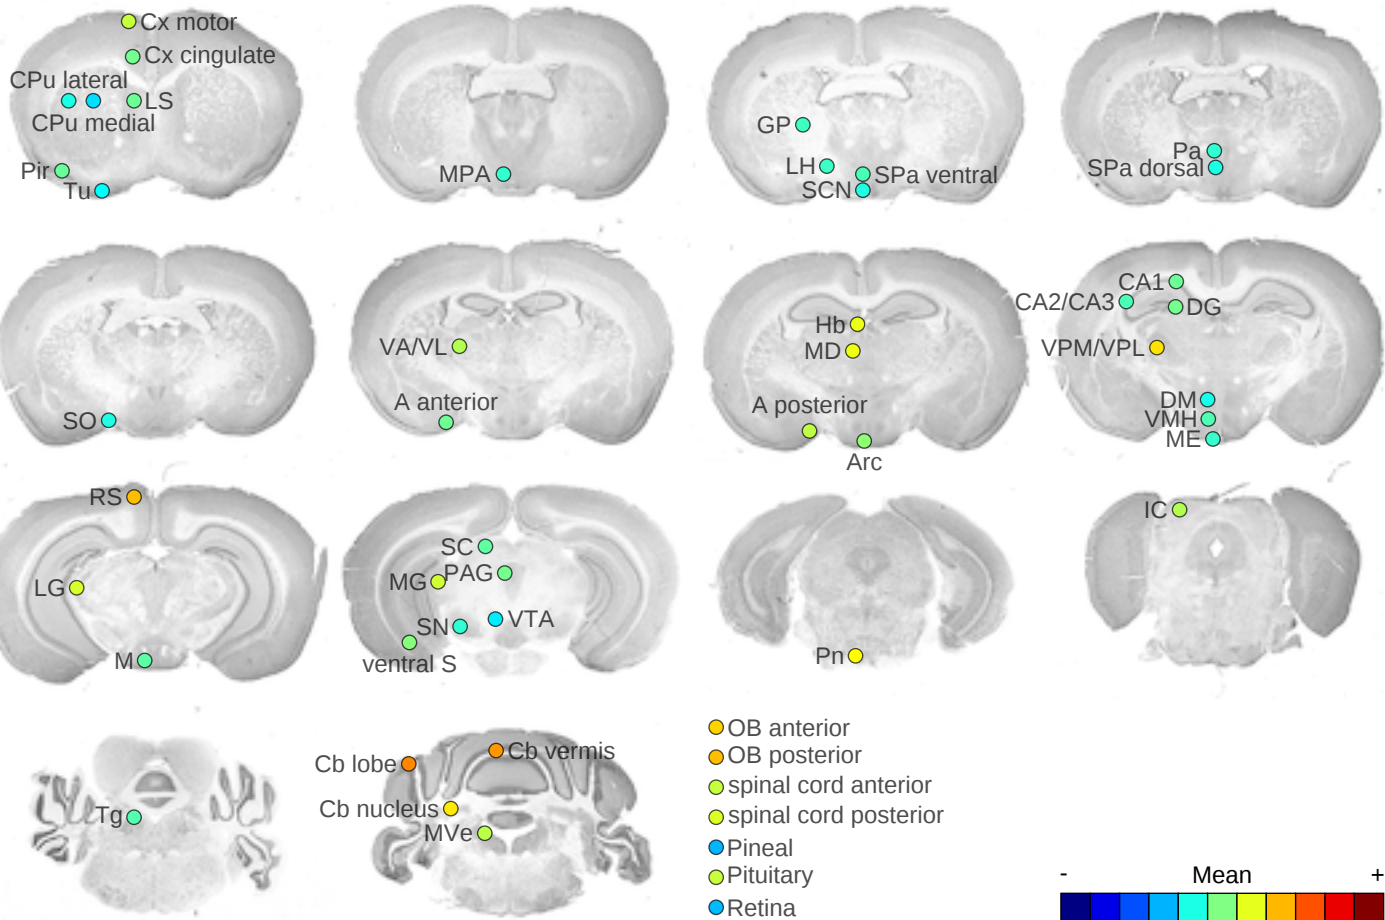 Cx motor
Cx cingulate
CPu lateral
LS
CPu medial
Pir
Tu
MPA
GP
LH
SPa ventral
SCN
Pa
SPa dorsal
SO
VA/VL
A anterior
Hb
MD
A posterior
Arc
CA1
CA2/CA3
DG
VPM/VPL
DM
VMH
ME
RS
LG
M
SC
MG
PAG
SN
VTA
ventral S
Pn
IC
Tg
Cb lobe
Cb vermis
Cb nucleus
MVe
OB anterior
OB posterior
spinal cord anterior
spinal cord posterior
Pineal
Pituitary
Retina
- Mean +